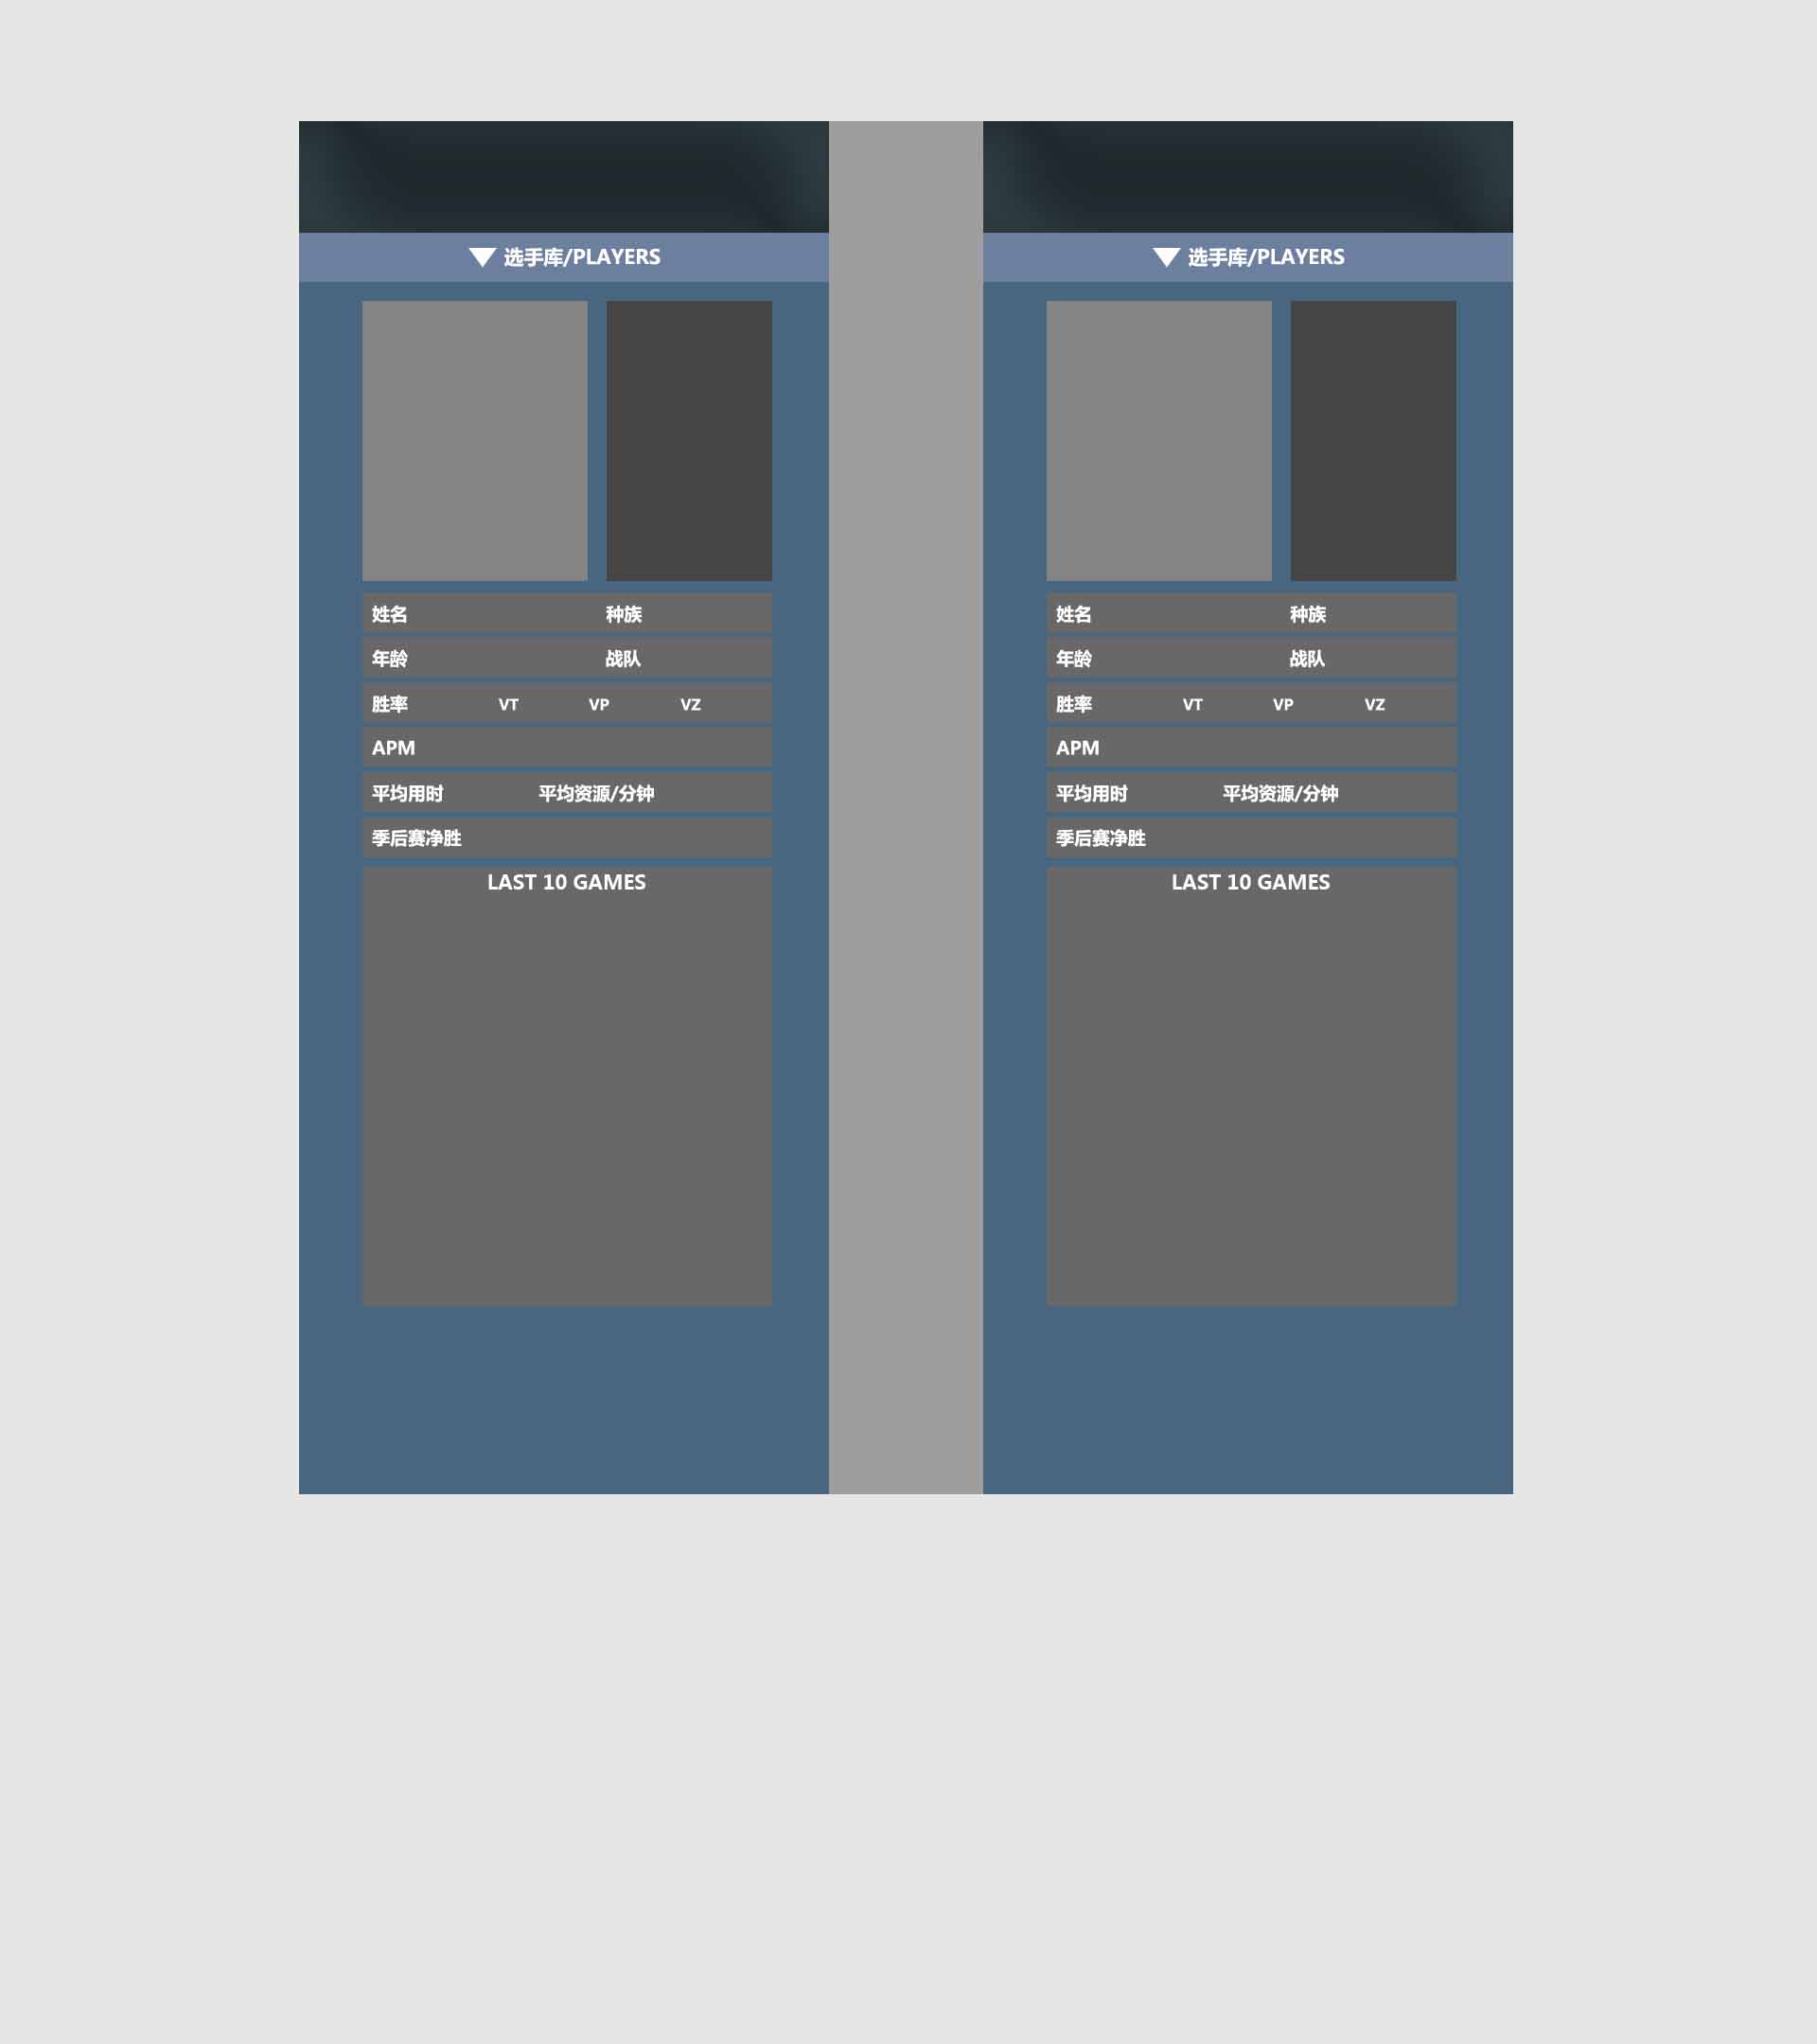 选手库/PLAYERS
姓名 种族
年龄 战队
胜率 VT VP VZ
APM
平均用时 平均资源/分钟
季后赛净胜
LAST 10 GAMES
选手库/PLAYERS
姓名 种族
年龄 战队
胜率 VT VP VZ
APM
平均用时 平均资源/分钟
季后赛净胜
LAST 10 GAMES